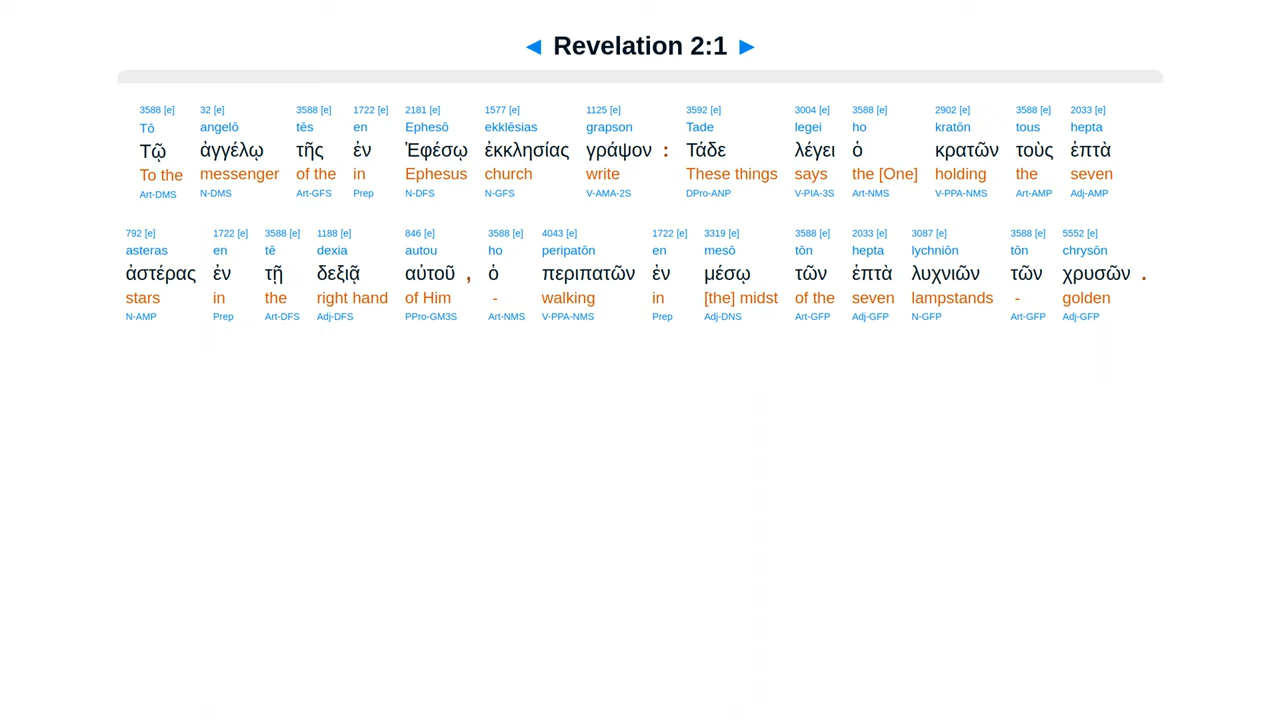 ◄ Revelation 2:1 ►
3588 [e] 32 [e] 3588 [e] 1722 [e] 2181 [e] 1577 [e] 1125 [e] 3592 [e] 3004 [e] 3588 [e] 2902 [e] 3588 [e] 2033 [e]
Tō angelō tēs en Ephesō ekklēsias grapson Tade legei ho kratōn tous hepta
Τῷ ἀγγέλῳ τῆς ἐν Ἐφέσῳ ἐκκλησίας γράψον : Τάδε λέγει ὁ κρατῶν τοὺς ἑπτὰ
To the messenger of the in Ephesus church write These things says the [One] holding the seven
Art-DMS N-DMS Art-GFS Prep N-DFS N-GFS V-AMA-2S DPro-ANP V-PIA-3S Art-NMS V-PPA-NMS Art-AMP Adj-AMP
792 [e] 1722 [e] 3588 [e] 1188 [e] 846 [e] 3588 [e] 4043 [e] 1722 [e] 3319 [e] 3588 [e] 2033 [e] 3087 [e] 3588 [e] 5552 [e]
asteras en tē dexia autou ho peripatōn en mesō tōn hepta lychniōn tōn chrysōn
ἀστέρας ἐν τῇ δεξιᾷ αὐτοῦ , ὁ περιπατῶν ἐν μέσῳ τῶν ἑπτὰ λυχνιῶν τῶν χρυσῶν .
stars in the right hand of Him - walking in [the] midst of the seven lampstands - golden
N-AMP Prep Art-DFS Adj-DFS PPro-GM3S Art-NMS V-PPA-NMS Prep Adj-DNS Art-GFP Adj-GFP N-GFP Art-GFP Adj-GFP